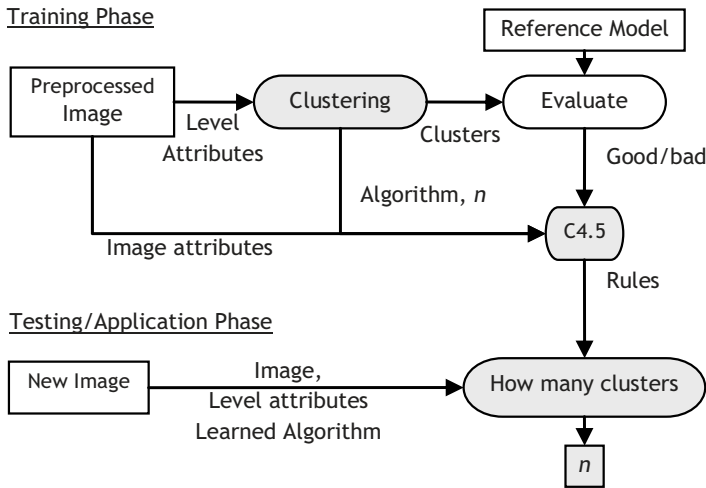 Training Phase
Reference Model
Preprocessed
Image
Clustering
Evaluate
Level
Attributes
Clusters
Good/bad
Algorithm, n
C4.5
Image attributes
Rules
Testing/Application Phase
New Image
Image,
Level attributes
Learned Algorithm
How many clusters
n